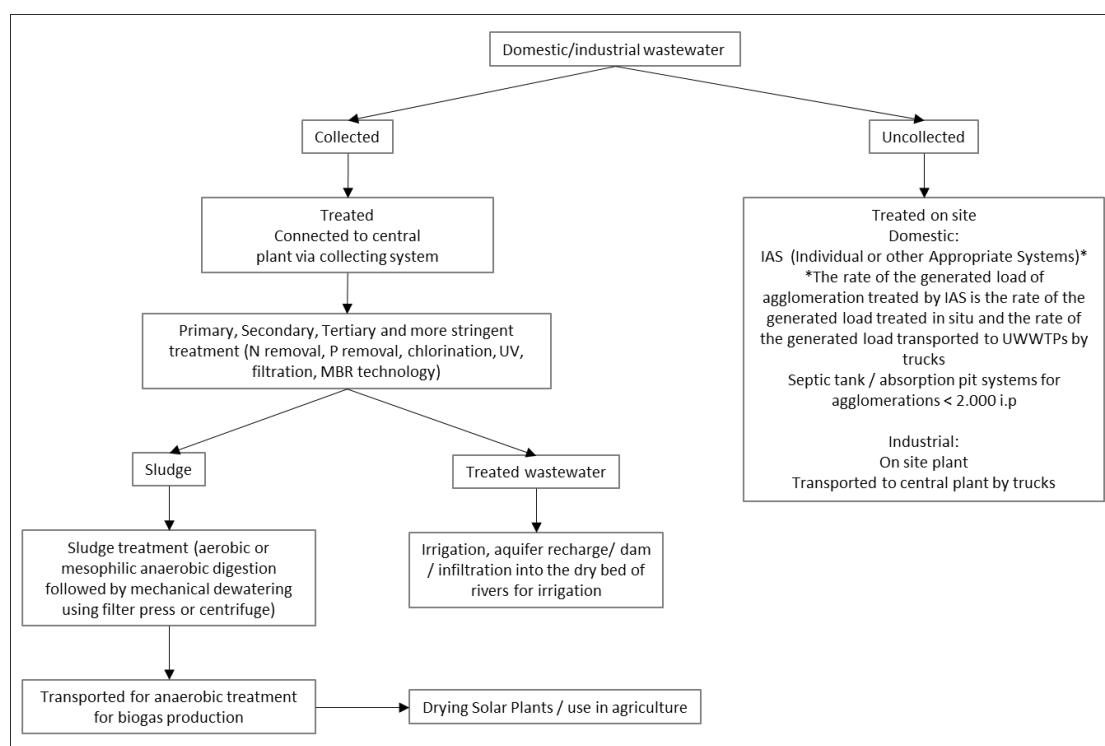 Domestic/industrial wastewater
Collected
Uncollected
Treated
Connected to central
plant via collecting system
Treated on site
Domestic:
IAS (Individual or other Appropriate Systems)*
*The rate of the generated load of
agglomeration treated by IAS is the rate of the
generated load treated in situ and the rate of
the generated load transported to UWWTPs by
trucks
Septic tank / absorption pit systems for
agglomerations < 2.000 i.p
Industrial:
On site plant
Transported to central plant by trucks
Primary, Secondary, Tertiary and more stringent
treatment (N removal, P removal, chlorination, UV,
filtration, MBR technology)
Sludge
Treated wastewater
Sludge treatment (aerobic or
mesophilic anaerobic digestion
followed by mechanical dewatering
using filter press or centrifuge)
Irrigation, aquifer recharge/ dam
/ infiltration into the dry bed of
rivers for irrigation
Transported for anaerobic treatment
for biogas production
Drying Solar Plants / use in agriculture